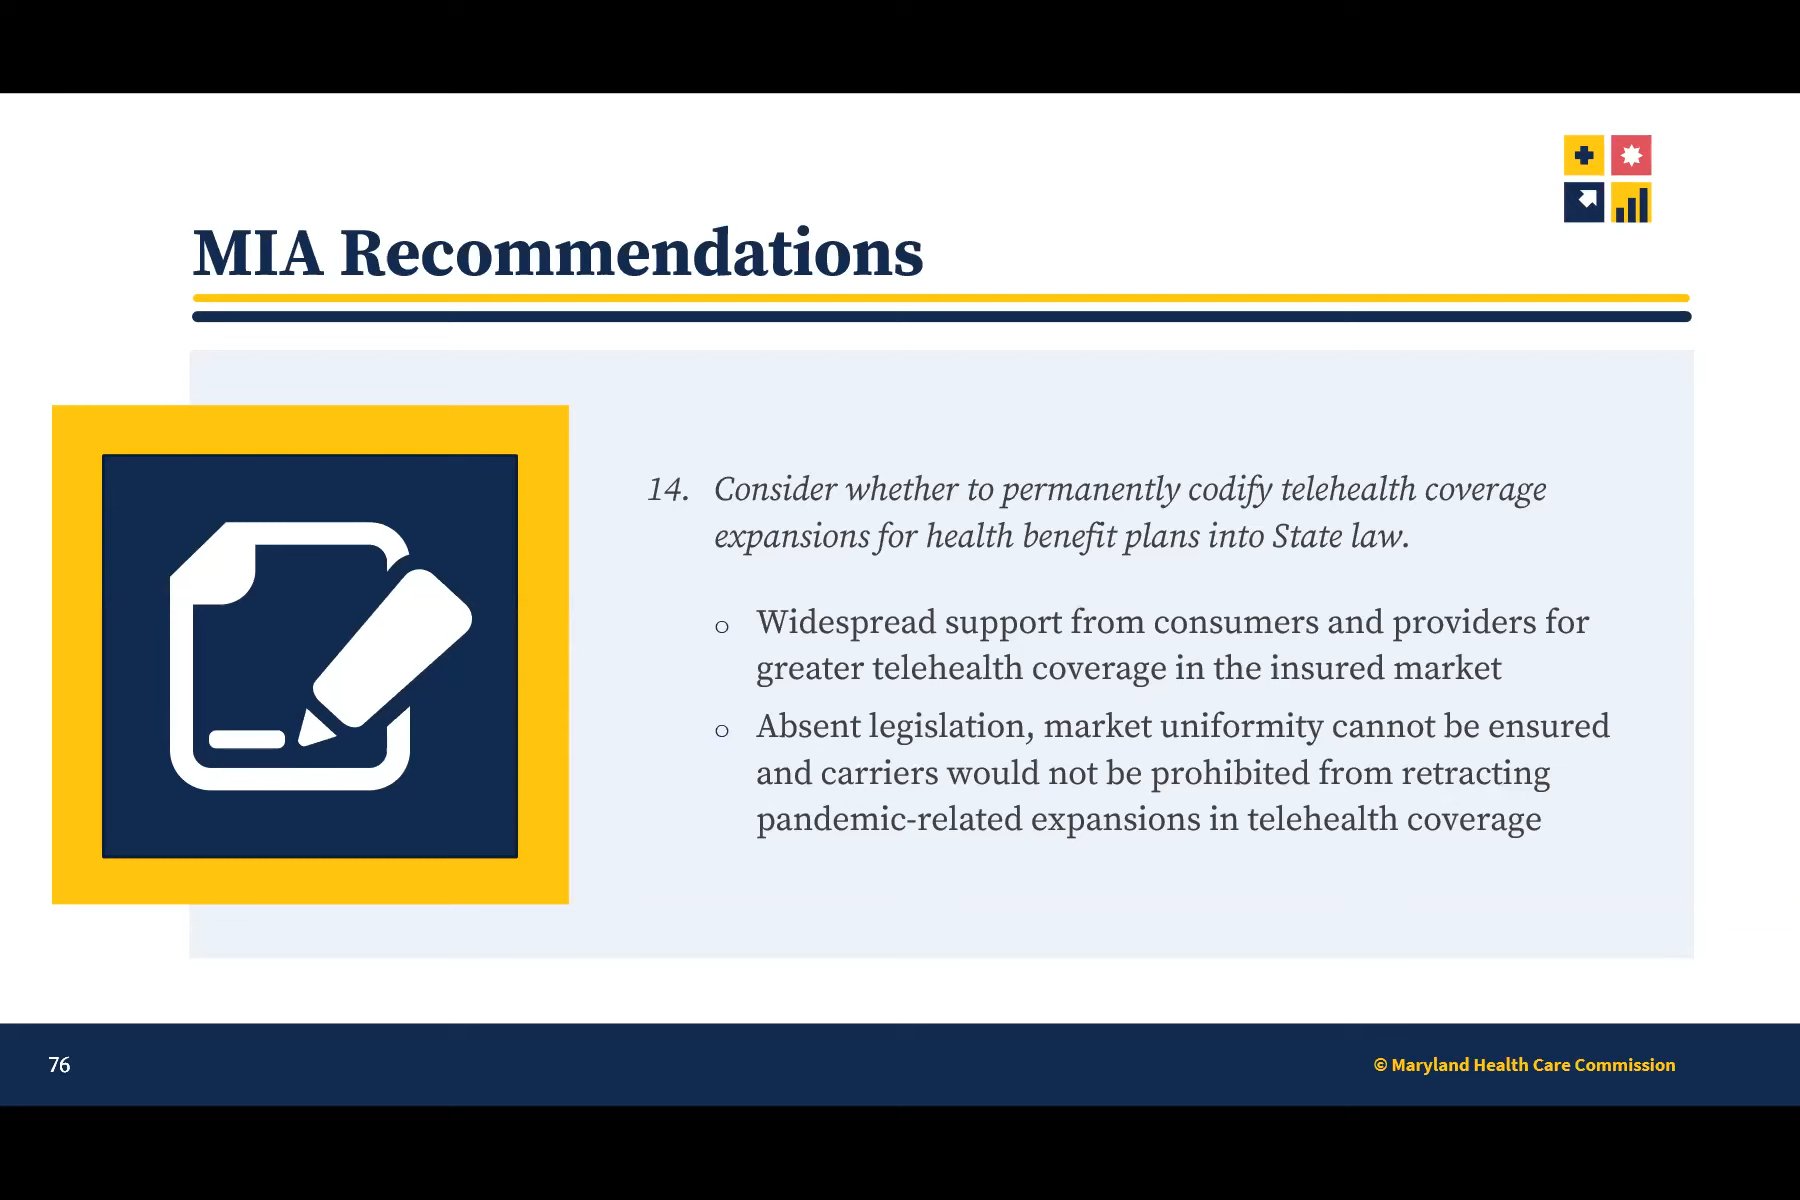 MIA Recommendations
14. Consider whether to permanently codify telehealth coverage
expansions for health benefit plans into State law.
o Widespread support from consumers and providers for
greater telehealth coverage in the insured market
o Absent legislation, market uniformity cannot be ensured
and carriers would not be prohibited from retracting
pandemic-related expansions in telehealth coverage
76
© Maryland Health Care Commission